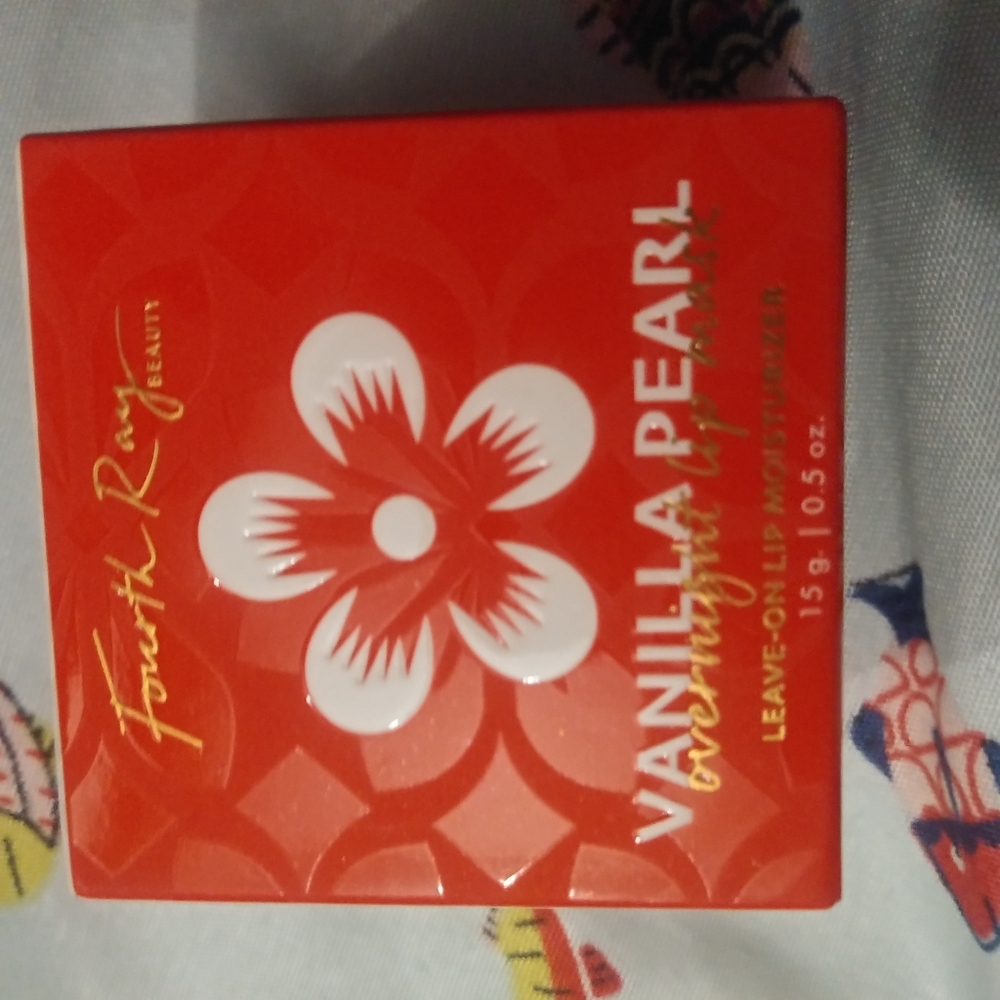 Fourth Ray
BEAUTY
VANILLA PEARL
overnight lip mask
LEAVE-ON LIP MOISTURIZER
15 g. | 0.5 oz.